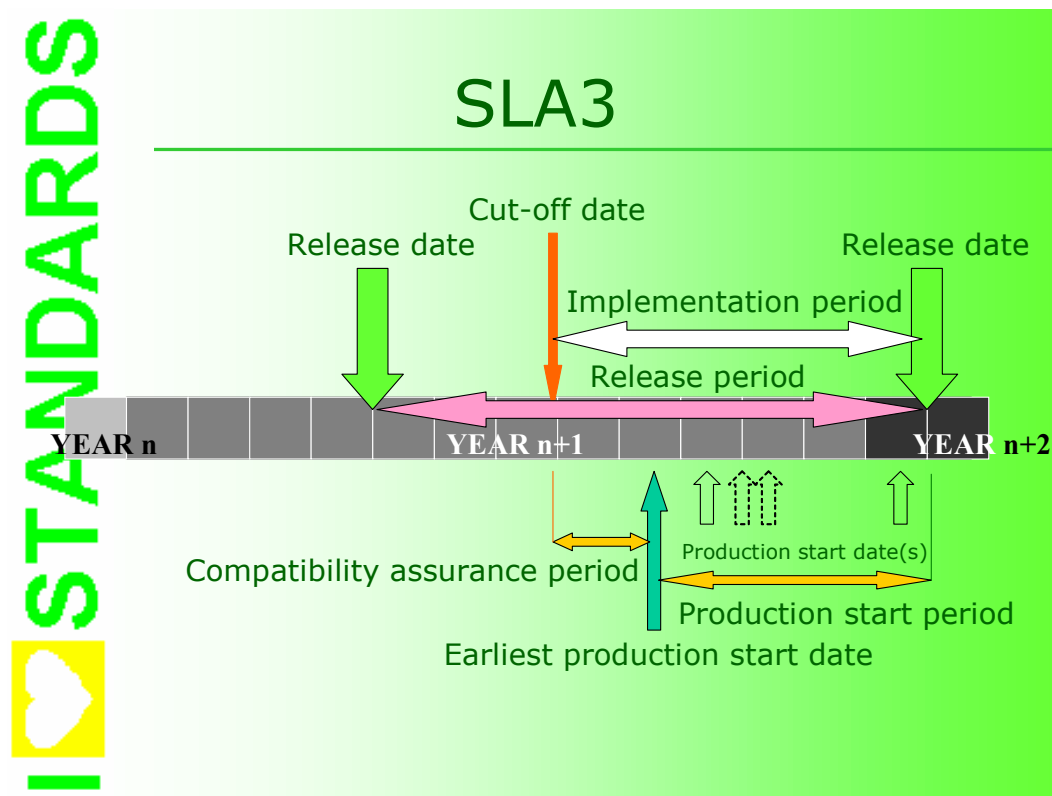 I STANDARDS
SLA3
Cut-off date
Release date
Release date
Implementation period
Release period
YEAR n
YEAR n+1
YEAR n+2
Production start date(s)
Compatibility assurance period
Production start period
Earliest production start date